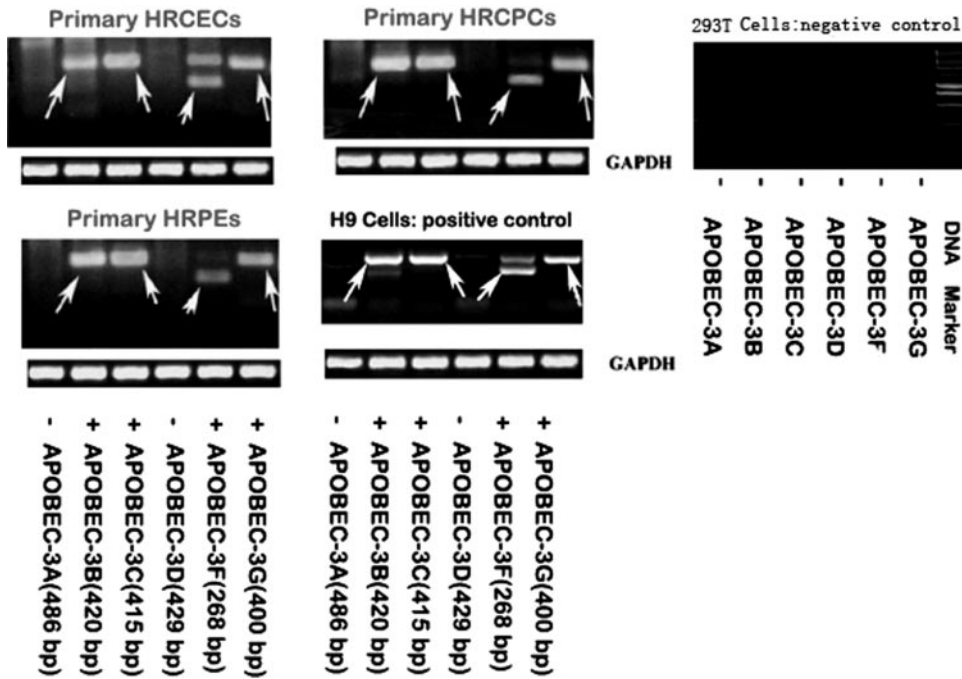 Primary HRCECs
Primary HRCPCs
293T Cells:negative control
GAPDH
Primary HRPEs
H9 Cells: positive control
GAPDH
- APOBEC-3A(486 bp)
+ APOBEC-3B(420 bp)
+ APOBEC-3C(415 bp)
- APOBEC-3D(429 bp)
+ APOBEC-3F(268 bp)
+ APOBEC-3G(400 bp)
- APOBEC-3A(486 bp)
+ APOBEC-3B(420 bp)
+ APOBEC-3C(415 bp)
- APOBEC-3D(429 bp)
+ APOBEC-3F(268 bp)
+ APOBEC-3G(400 bp)
- APOBEC-3A
- APOBEC-3B
- APOBEC-3C
- APOBEC-3D
- APOBEC-3F
- APOBEC-3G
DNA Marker